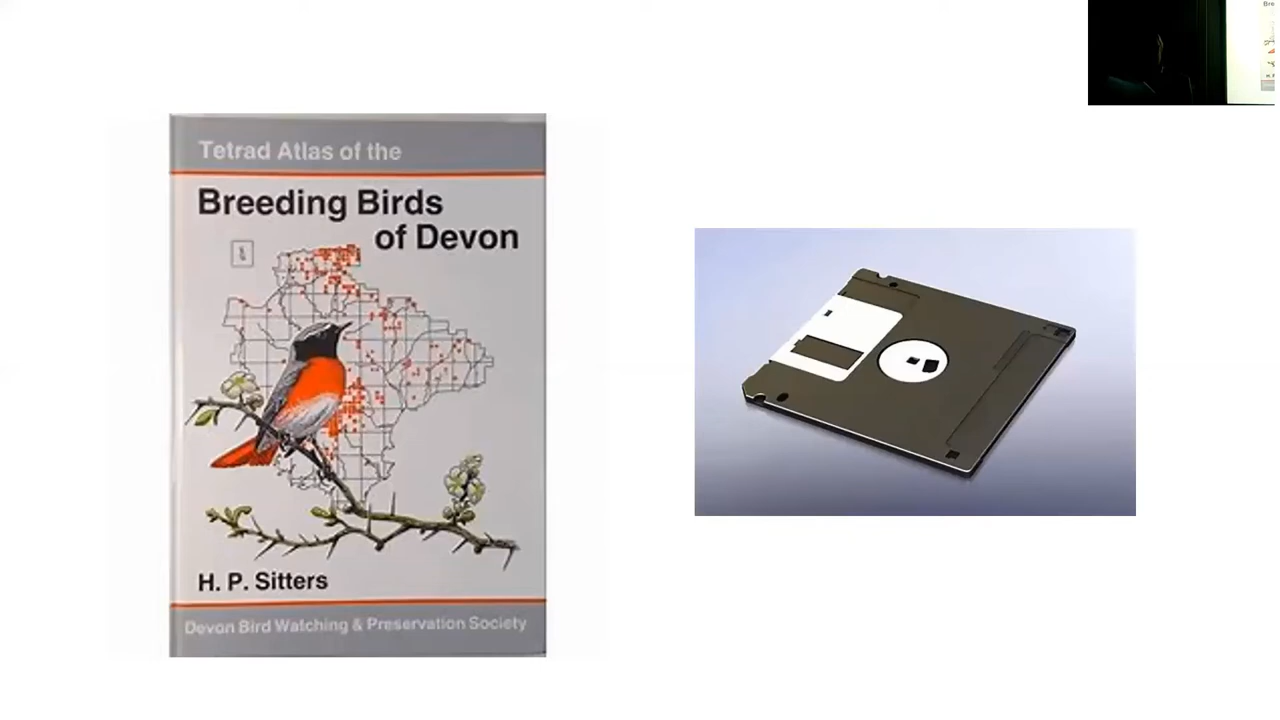 Tetrad Atlas of the
Breeding Birds
of Devon
H. P. Sitters
Devon Bird Watching & Preservation Society